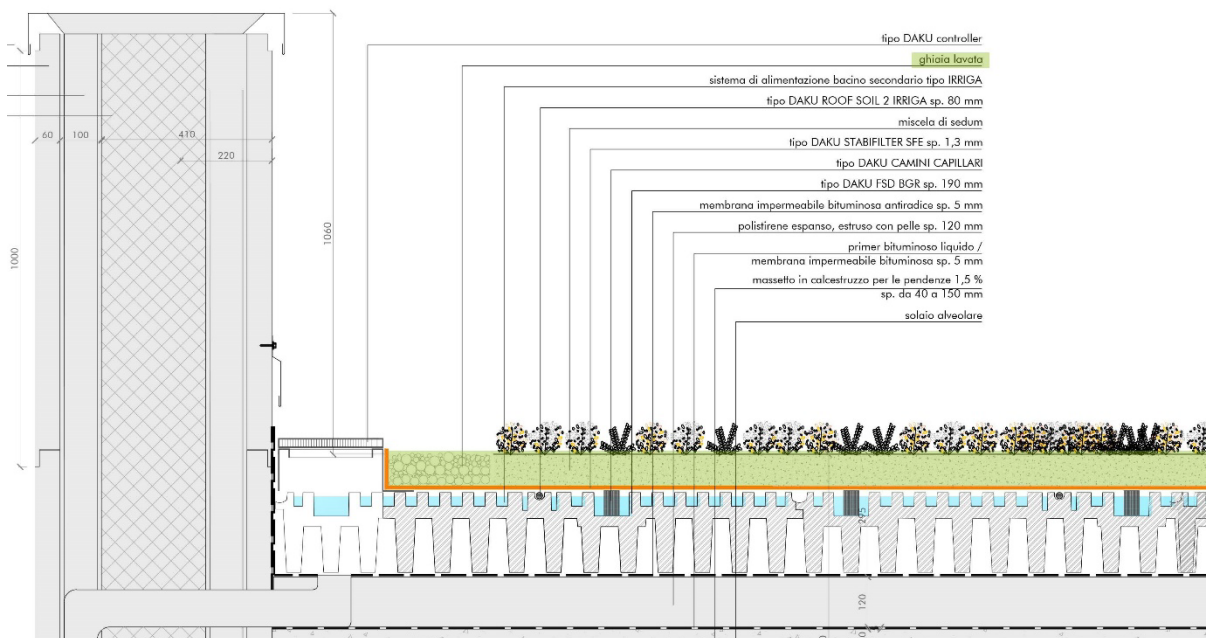 tipo DAKU controller
ghiaia lavata
sistema di alimentazione bacino secondario tipo IRRIGA
tipo DAKU ROOF SOIL 2 IRRIGA sp. 80 mm
miscela di sedum
tipo DAKU STABIFILTER SFE sp. 1,3 mm
tipo DAKU CAMINI CAPILLARI
tipo DAKU FSD BGR sp. 190 mm
membrana impermeabile bituminosa antiradice sp. 5 mm
polistirene espanso, estruso con pelle sp. 120 mm
primer bituminoso liquido /
membrana impermeabile bituminosa sp. 5 mm
massetto in calcestruzzo per le pendenze 1,5 %
sp. da 40 a 150 mm
solaio alveolare
60
100
410
220
1060
1000
295
120